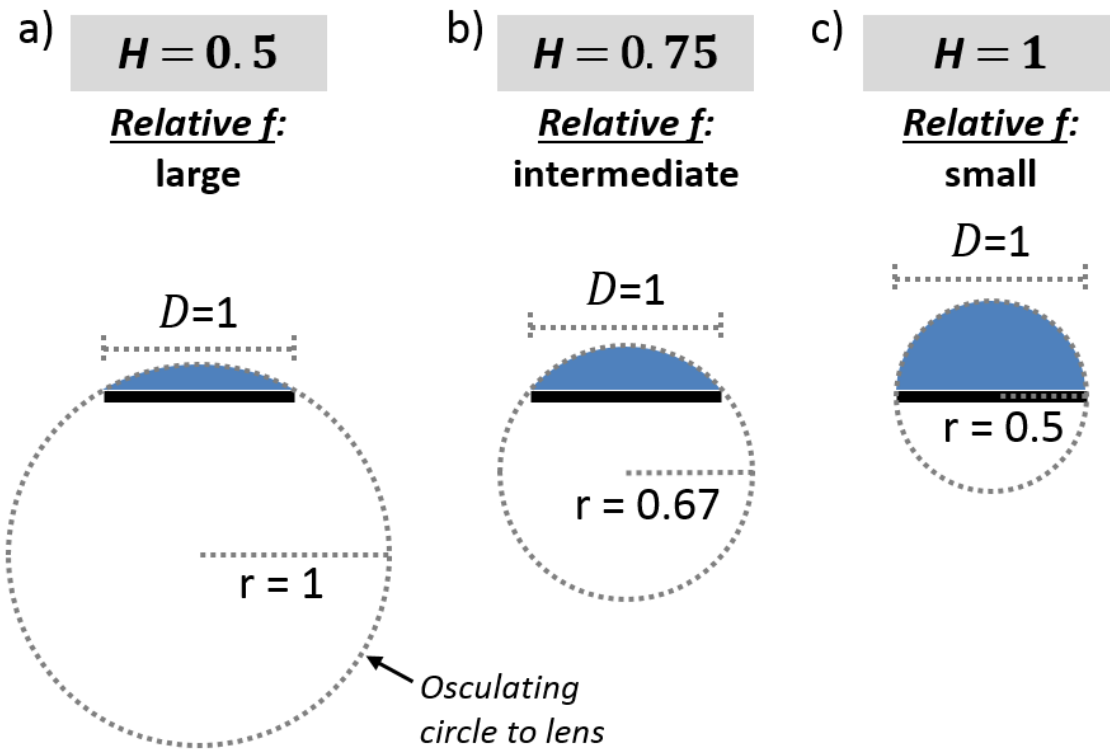 a)
H = 0.5
Relative f:
large
D=1
r = 1
Osculating
circle to lens
b)
H = 0.75
Relative f:
intermediate
D=1
r = 0.67
c)
H = 1
Relative f:
small
D=1
r = 0.5